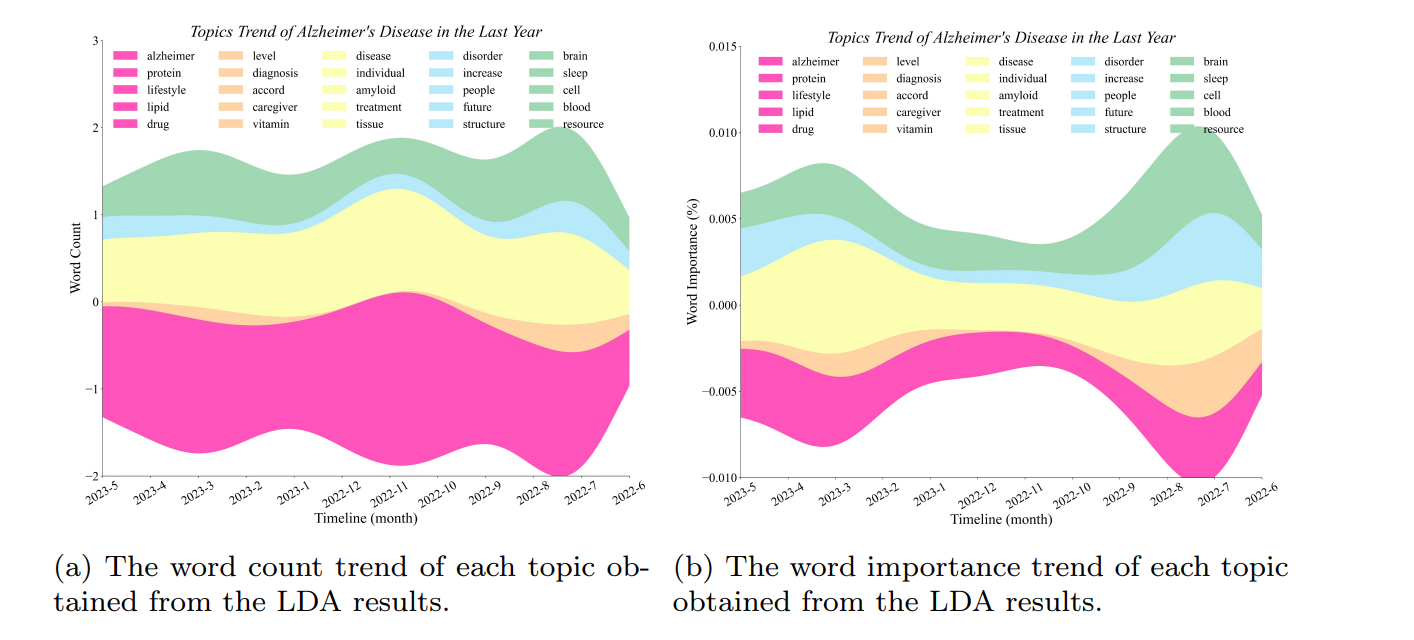 Topics Trend of Alzheimer's Disease in the Last Year
alzheimer level disease disorder brain
protein diagnosis individual increase sleep
lifestyle accord amyloid people cell
lipid caregiver treatment future blood
drug vitamin tissue structure resource
3
2
1
0
−1
−2
Word Count
2023-5 2023-4 2023-3 2023-2 2023-1 2022-12 2022-11 2022-10 2022-9 2022-8 2022-7 2022-6
Timeline (month)
(a) The word count trend of each topic ob-
tained from the LDA results.
Topics Trend of Alzheimer's Disease in the Last Year
alzheimer level disease disorder brain
protein diagnosis individual increase sleep
lifestyle accord amyloid people cell
lipid caregiver treatment future blood
drug vitamin tissue structure resource
0.015
0.010
0.005
0.000
−0.005
−0.010
Word Importance (%)
2023-5 2023-4 2023-3 2023-2 2023-1 2022-12 2022-11 2022-10 2022-9 2022-8 2022-7 2022-6
Timeline (month)
(b) The word importance trend of each topic
obtained from the LDA results.